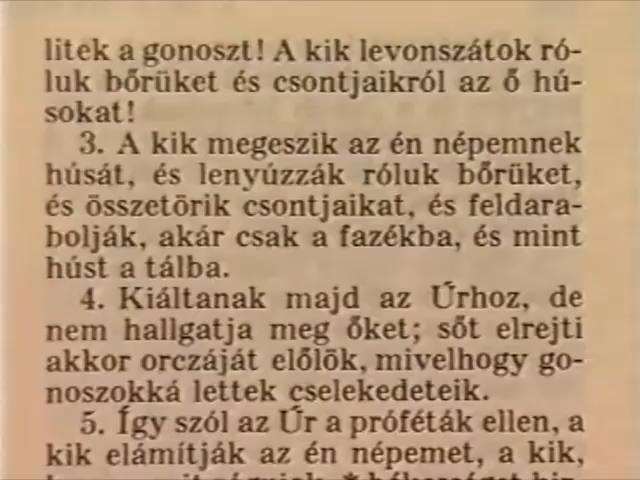 litek a gonoszt! A kik levonszátok ró-
luk bőrüket és csontjaikról az ő hú-
sokat!
3. A kik megeszik az én népemnek
húsát, és lenyúzzák róluk bőrüket,
és összetörik csontjaikat, és feldara-
bolják, akár csak a fazékba, és mint
húst a tálba.
4. Kiáltanak majd az Úrhoz, de
nem hallgatja meg őket; sőt elrejti
akkor orczáját előlök, mivelhogy go-
noszokká lettek cselekedeteik.
5. Így szól az Úr a próféták ellen, a
kik elámítják az én népemet, a kik,